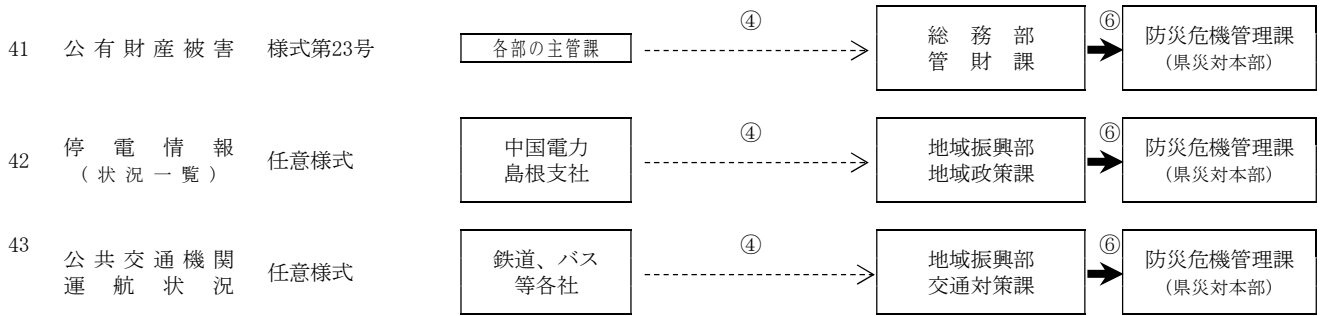 41 公有財産被害 様式第23号 各部の主管課 ④ 総務部 ⑥ 防災危機管理課
管財課 (県災対本部)
42 停電情報 任意様式 中国電力 ④ 地域振興部 ⑥ 防災危機管理課
(状況一覧) 島根支社 地域政策課 (県災対本部)
43 公共交通機関 任意様式 鉄道、バス ④ 地域振興部 ⑥ 防災危機管理課
運航状況 等各社 交通対策課 (県災対本部)